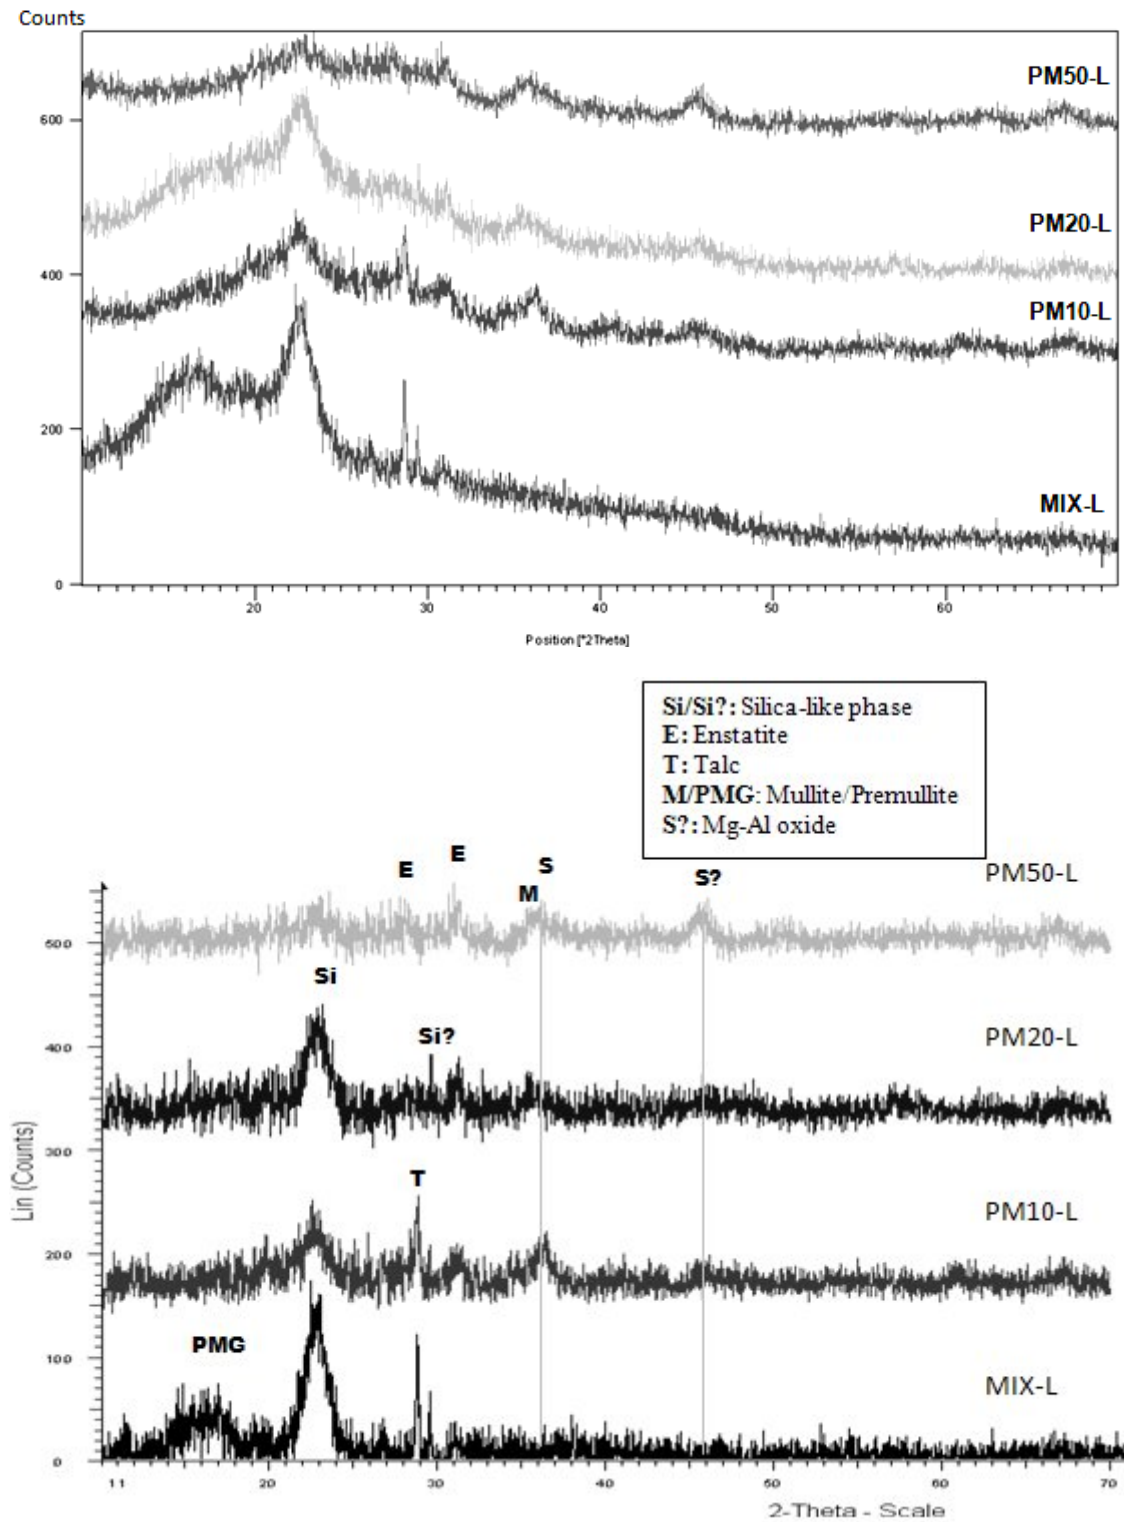 Counts
PM50-L
600
PM20-L
400
PM10-L
200
MIX-L
0
20 30 40 50 60
Position [°2Theta]
Si/Si?: Silica-like phase
E: Enstatite
T: Talc
M/PMG: Mullite/Premullite
S?: Mg-Al oxide
E E S S? PM50-L
M
500
Si
Si? PM20-L
400
300
T
PM10-L
200
PMG
100
MIX-L
0
Lin (Counts)
11 20 30 40 50 60 70
2-Theta - Scale